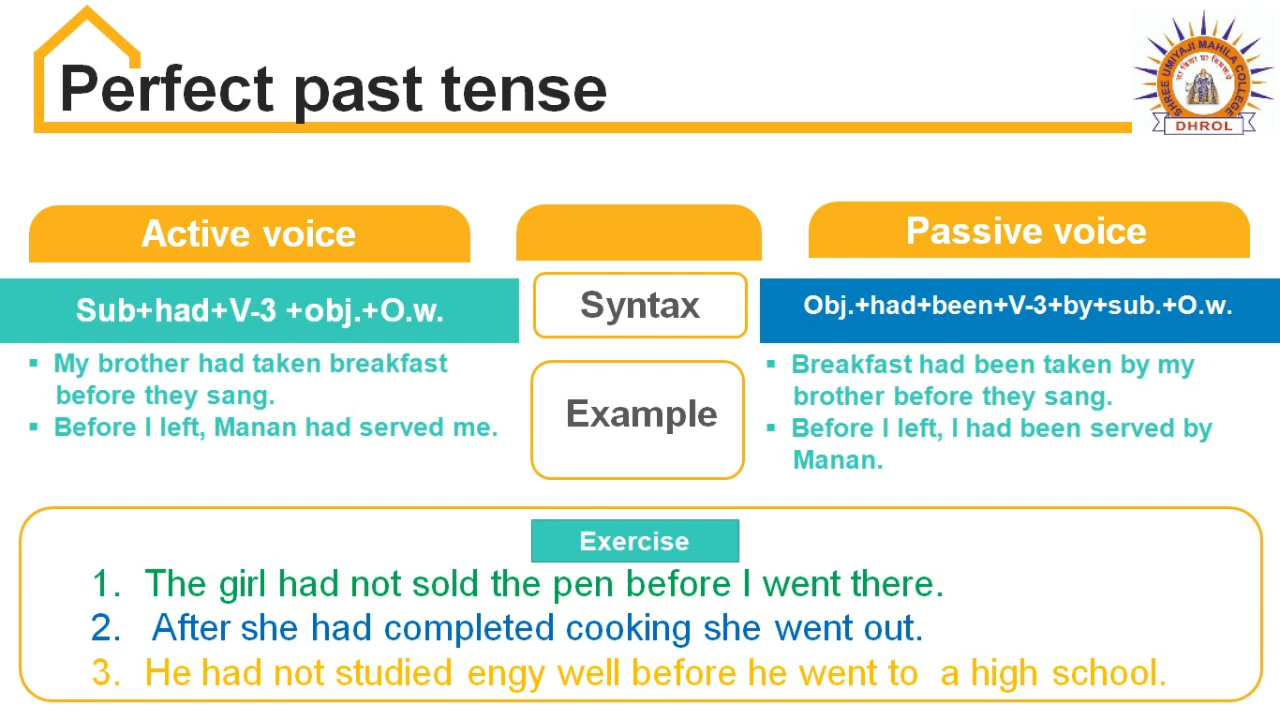 Perfect past tense
SHREE UMIYAJI MAHILA COLLEGE
DHROL
Active voice
Passive voice
Sub+had+V-3 +obj.+O.w.
Syntax
Obj.+had+been+V-3+by+sub.+O.w.
▪ My brother had taken breakfast
before they sang.
▪ Before I left, Manan had served me.
Example
▪ Breakfast had been taken by my
brother before they sang.
▪ Before I left, I had been served by
Manan.
Exercise
1. The girl had not sold the pen before I went there.
2. After she had completed cooking she went out.
3. He had not studied engy well before he went to a high school.